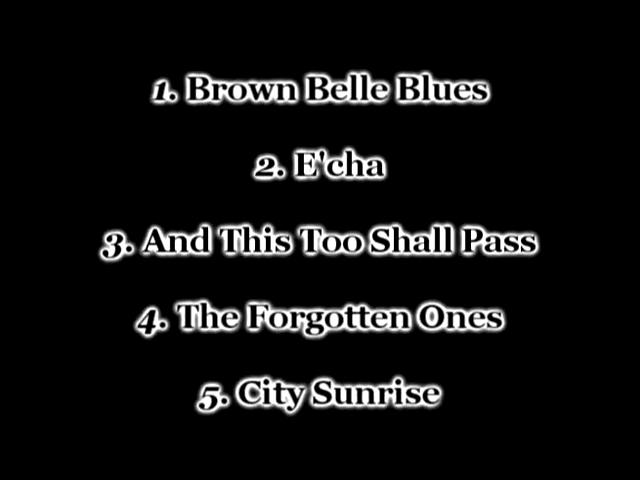 1. Brown Belle Blues
2. E'cha
3. And This Too Shall Pass
4. The Forgotten Ones
5. City Sunrise